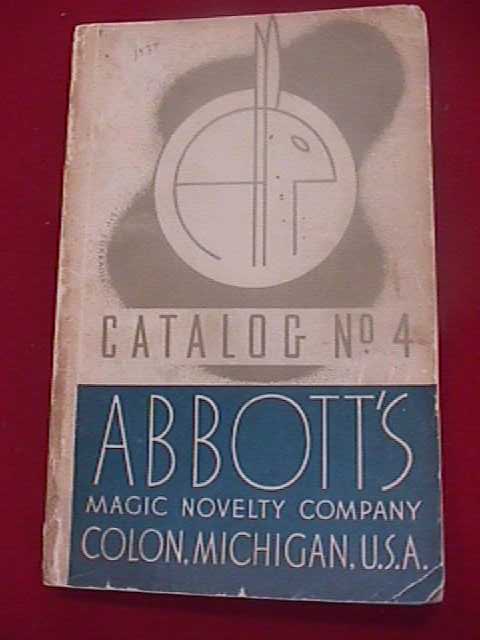 CATALOG Nº 4
ABBOTT'S
MAGIC NOVELTY COMPANY
COLON, MICHIGAN, U.S.A.